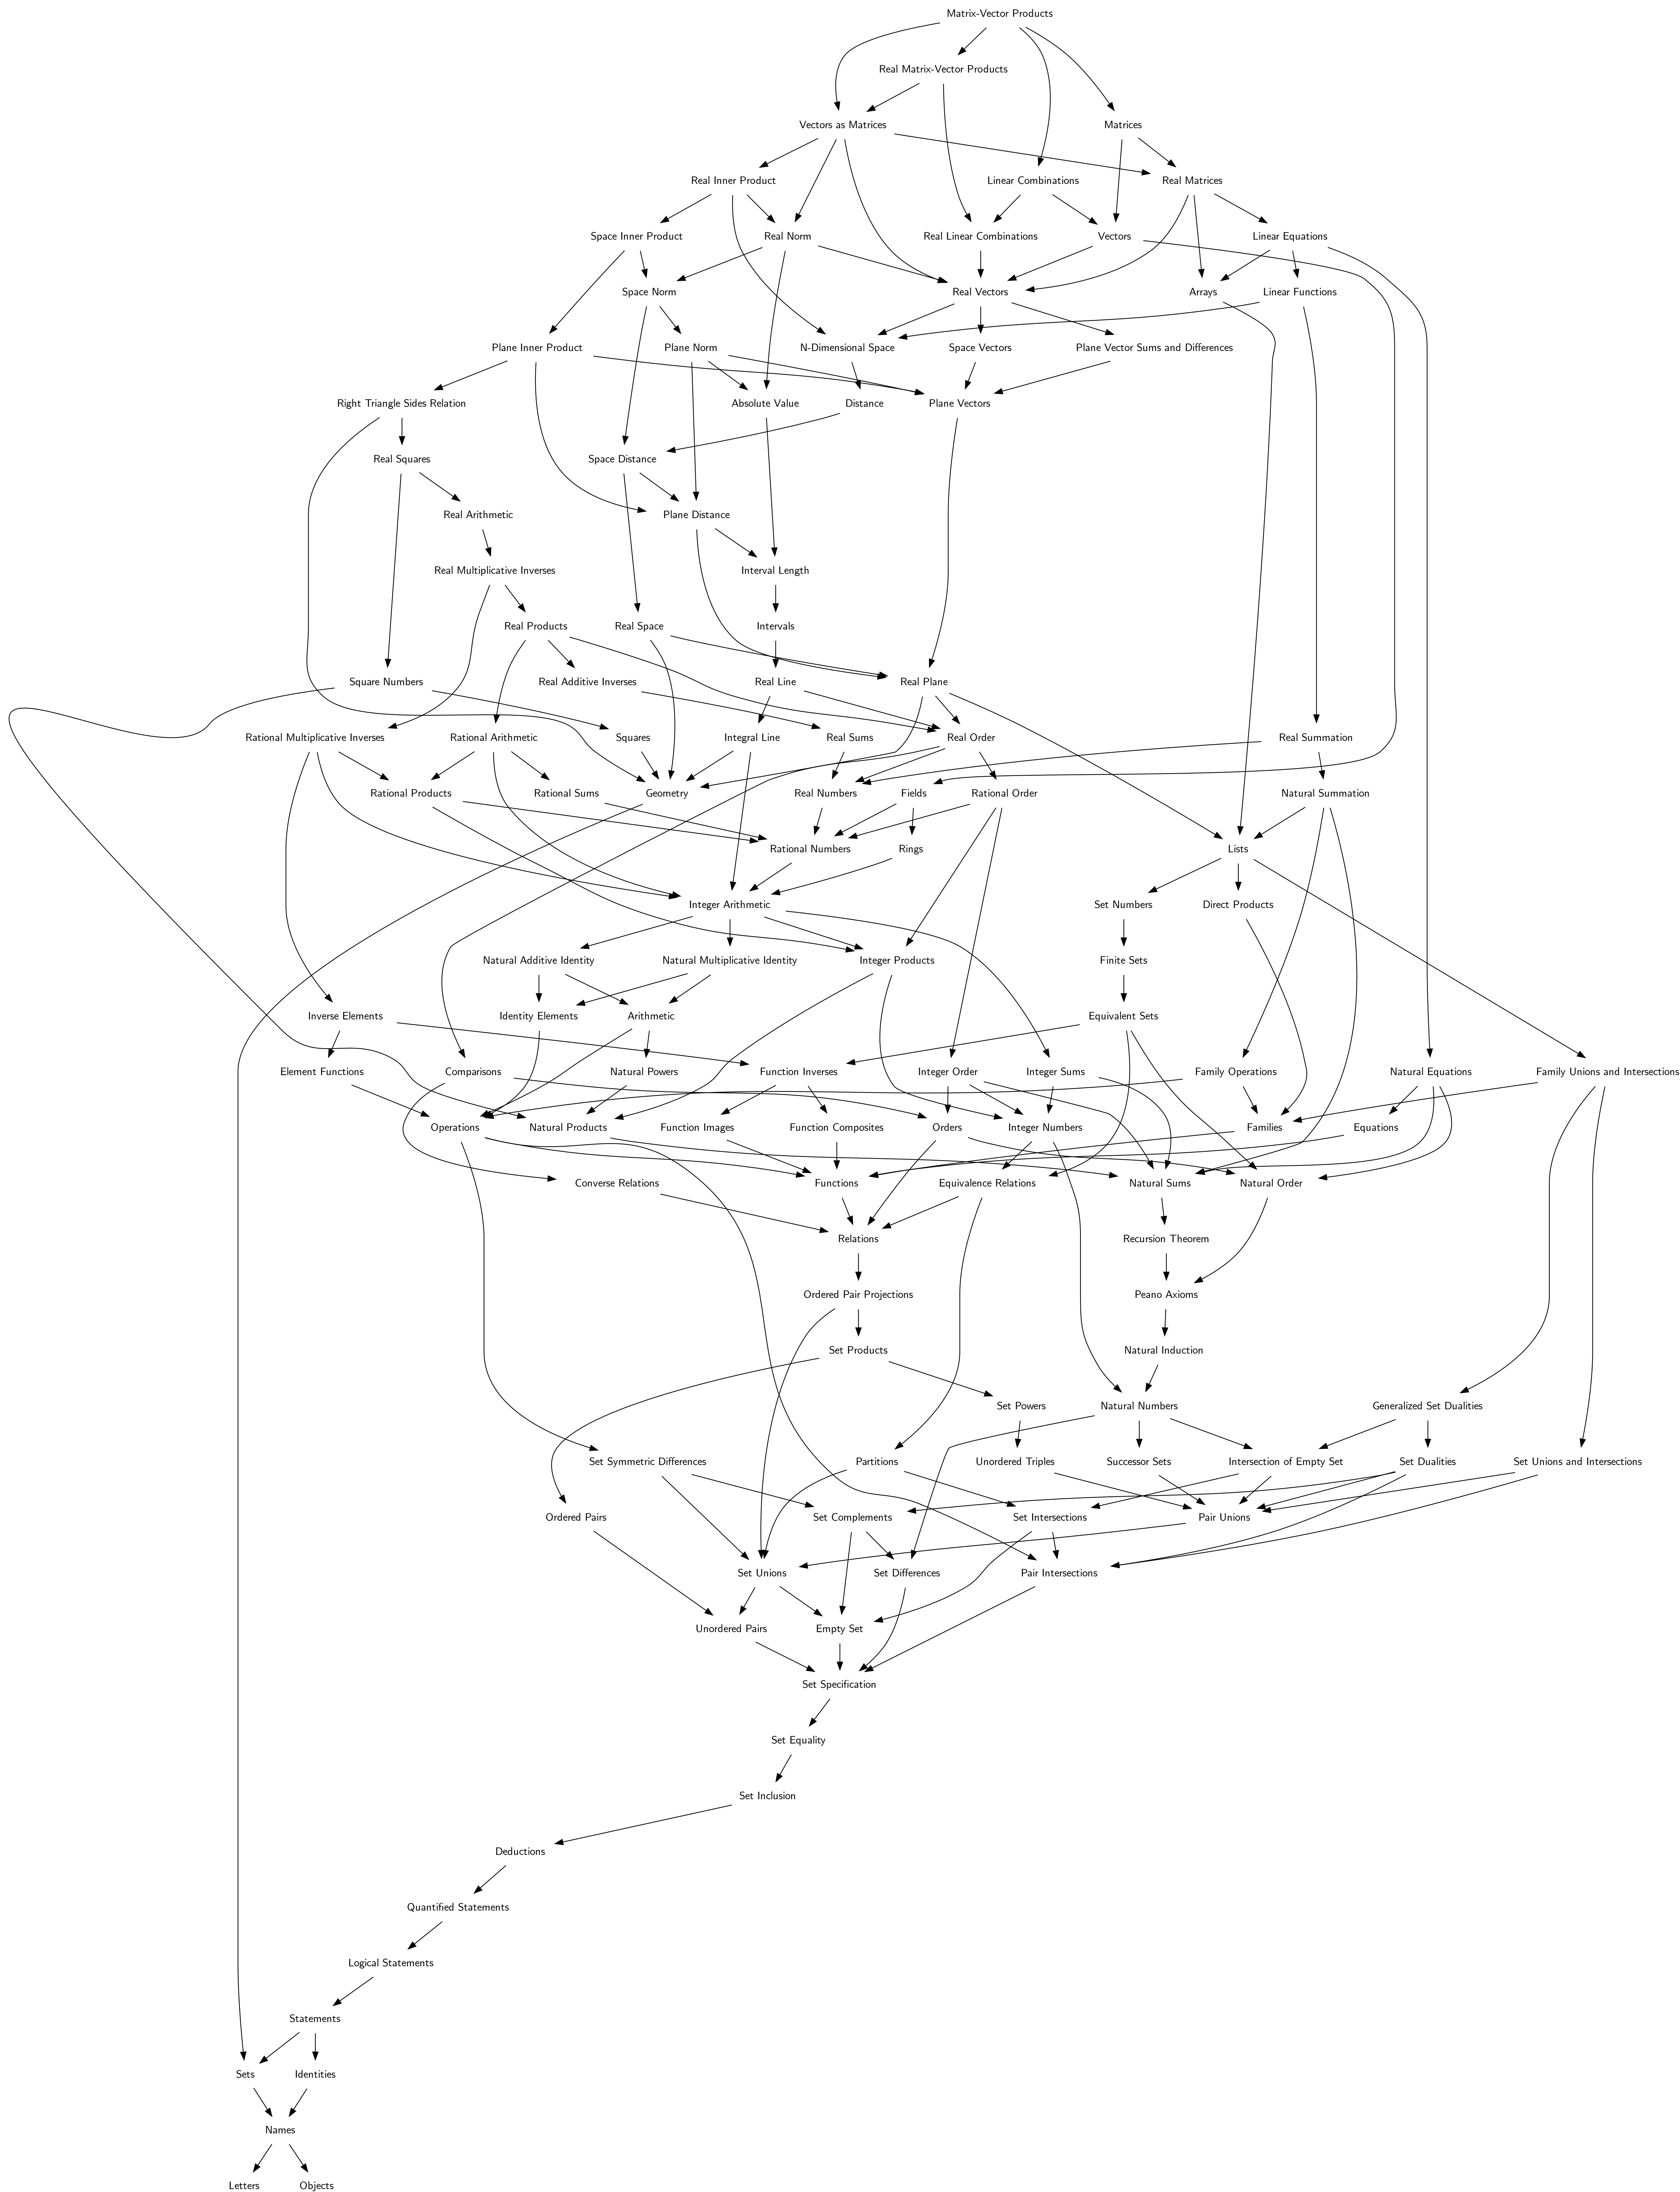 Matrix-Vector Products
Real Matrix-Vector Products
Vectors as Matrices
Matrices
Real Inner Product
Linear Combinations
Real Matrices
Space Inner Product
Real Norm
Real Linear Combinations
Vectors
Linear Equations
Space Norm
Real Vectors
Arrays
Linear Functions
Plane Inner Product
Plane Norm
N-Dimensional Space
Space Vectors
Plane Vector Sums and Differences
Right Triangle Sides Relation
Absolute Value
Distance
Plane Vectors
Real Squares
Space Distance
Real Arithmetic
Plane Distance
Real Multiplicative Inverses
Interval Length
Real Products
Real Space
Intervals
Square Numbers
Real Additive Inverses
Real Line
Real Plane
Rational Multiplicative Inverses
Rational Arithmetic
Squares
Integral Line
Real Sums
Real Order
Real Summation
Rational Products
Rational Sums
Geometry
Real Numbers
Fields
Rational Order
Natural Summation
Rational Numbers
Rings
Lists
Integer Arithmetic
Set Numbers
Direct Products
Natural Additive Identity
Natural Multiplicative Identity
Integer Products
Finite Sets
Inverse Elements
Identity Elements
Arithmetic
Equivalent Sets
Element Functions
Comparisons
Natural Powers
Function Inverses
Integer Order
Integer Sums
Family Operations
Natural Equations
Family Unions and Intersections
Operations
Natural Products
Function Images
Function Composites
Orders
Integer Numbers
Families
Equations
Converse Relations
Functions
Equivalence Relations
Natural Sums
Natural Order
Relations
Recursion Theorem
Ordered Pair Projections
Peano Axioms
Set Products
Natural Induction
Set Powers
Natural Numbers
Generalized Set Dualities
Set Symmetric Differences
Partitions
Unordered Triples
Successor Sets
Intersection of Empty Set
Set Dualities
Set Unions and Intersections
Ordered Pairs
Set Complements
Set Intersections
Pair Unions
Set Unions
Set Differences
Pair Intersections
Unordered Pairs
Empty Set
Set Specification
Set Equality
Set Inclusion
Deductions
Quantified Statements
Logical Statements
Statements
Sets
Identities
Names
Letters
Objects